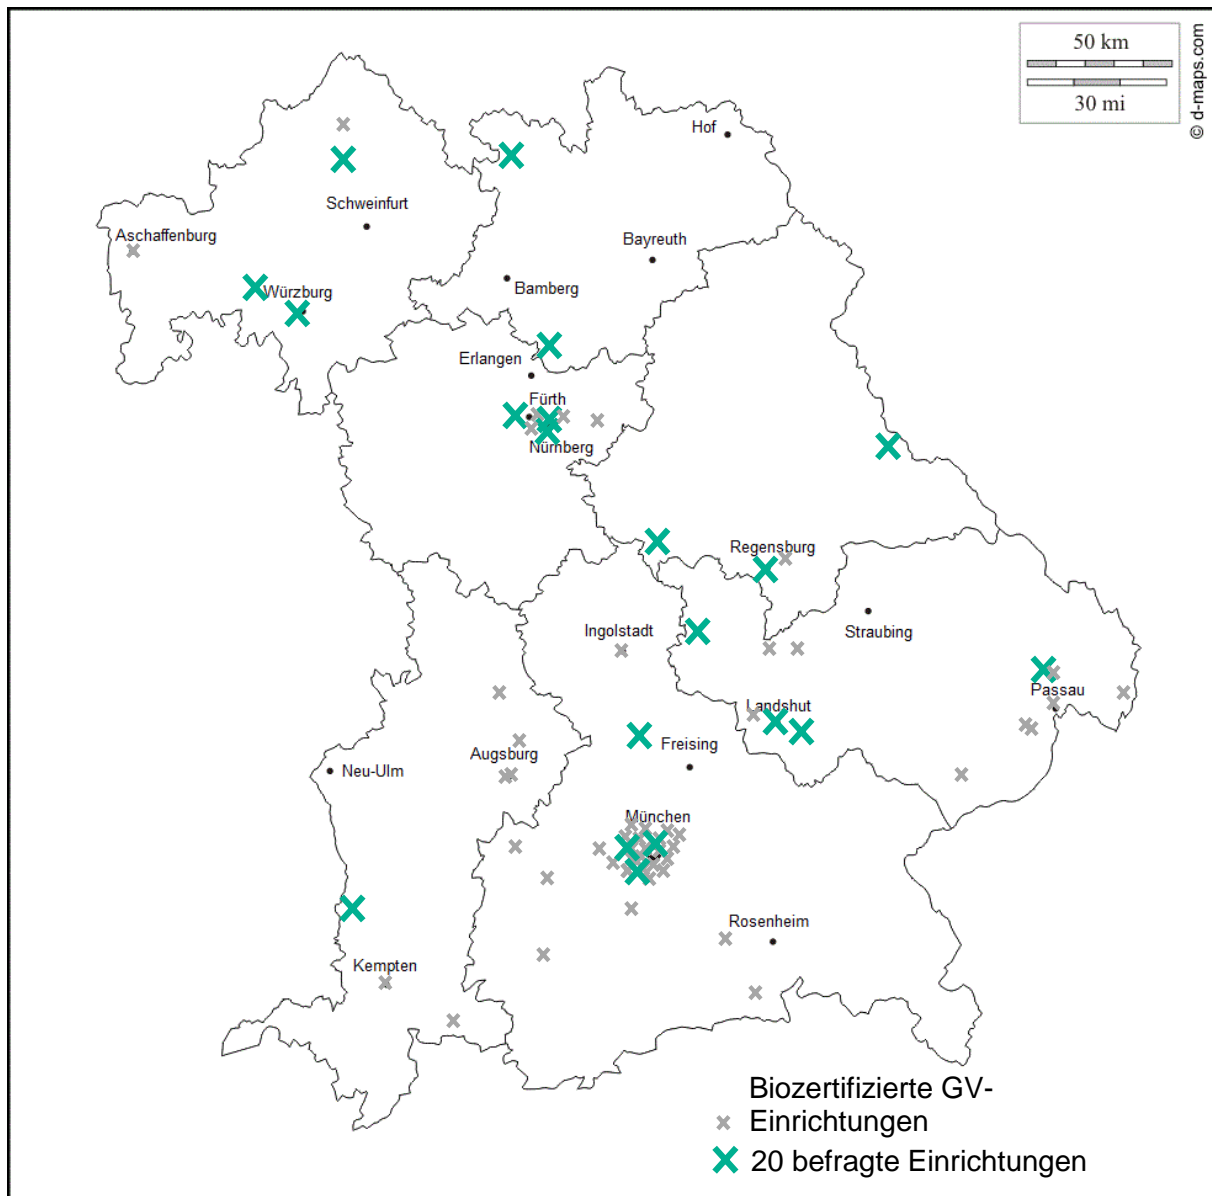 50 km
30 mi
© d-maps.com
Hof
Schweinfurt
Aschaffenburg
Bayreuth
Würzburg
Bamberg
Erlangen
Fürth
Nürnberg
Regensburg
Ingolstadt
Straubing
Passau
Landshut
Freising
Augsburg
Neu-Ulm
München
Rosenheim
Kempten
Biozertifizierte GV-
Einrichtungen
20 befragte Einrichtungen